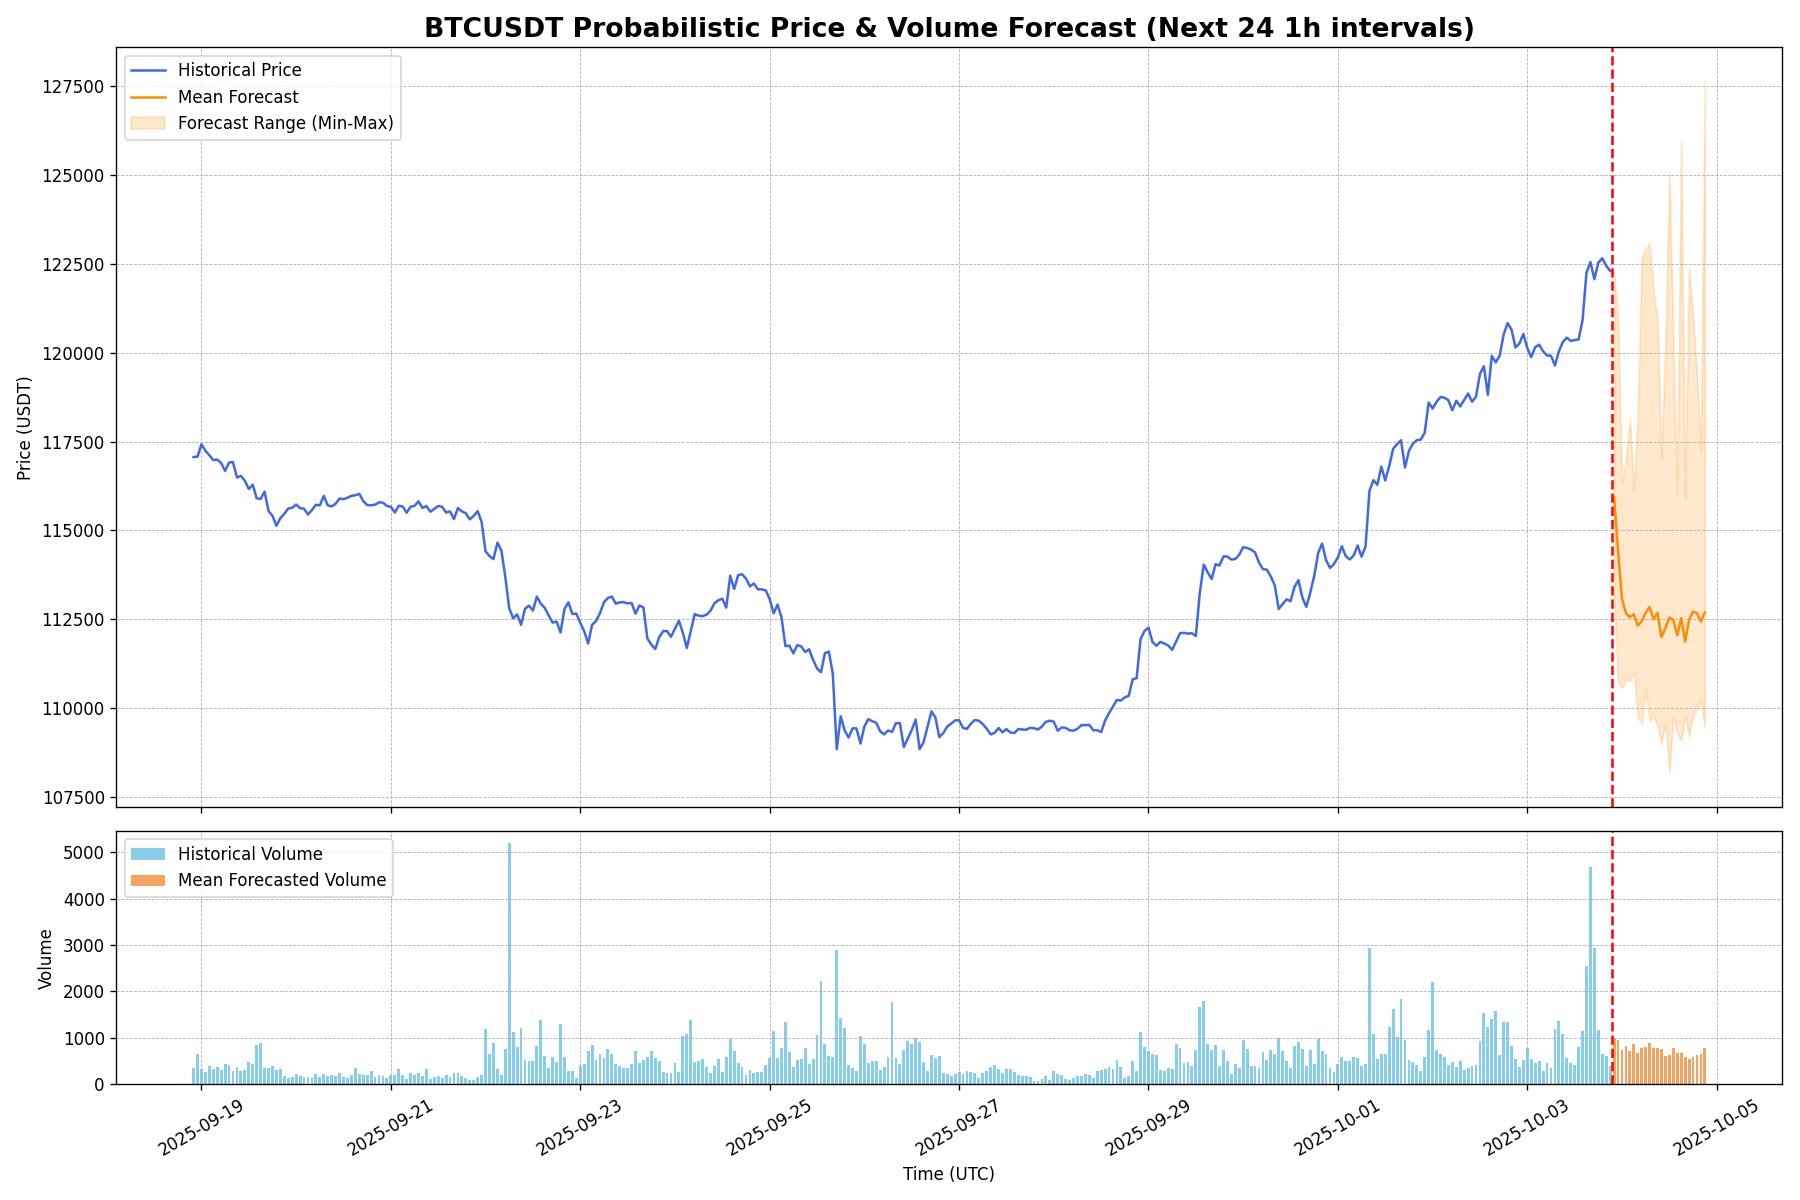 BTCUSDT Probabilistic Price & Volume Forecast (Next 24 1h intervals)
Historical Price
Mean Forecast
Forecast Range (Min-Max)
127500
125000
122500
120000
117500
115000
112500
110000
107500
Price (USDT)
Historical Volume
Mean Forecasted Volume
5000
4000
3000
2000
1000
0
Volume
2025-09-19
2025-09-21
2025-09-23
2025-09-25
2025-09-27
2025-09-29
2025-10-01
2025-10-03
2025-10-05
Time (UTC)